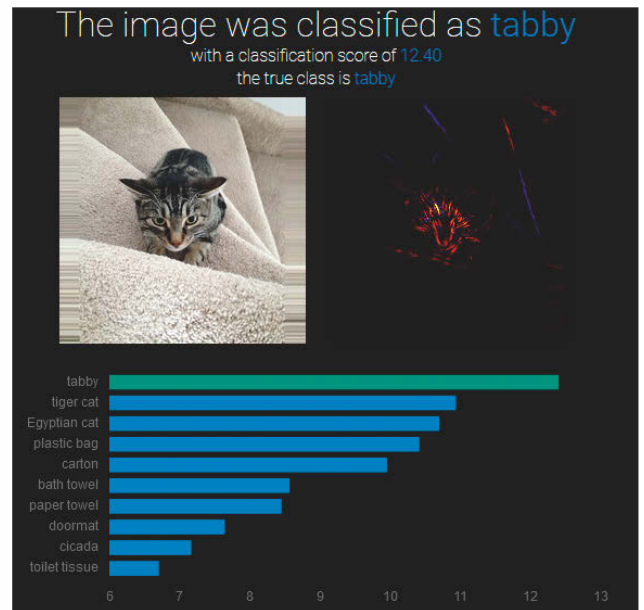 The image was classified as tabby
with a classification score of 12.40
the true class is tabby
tabby
tiger cat
Egyptian cat
plastic bag
carton
bath towel
paper towel
doormat
cicada
toilet tissue
6 7 8 9 10 11 12 13